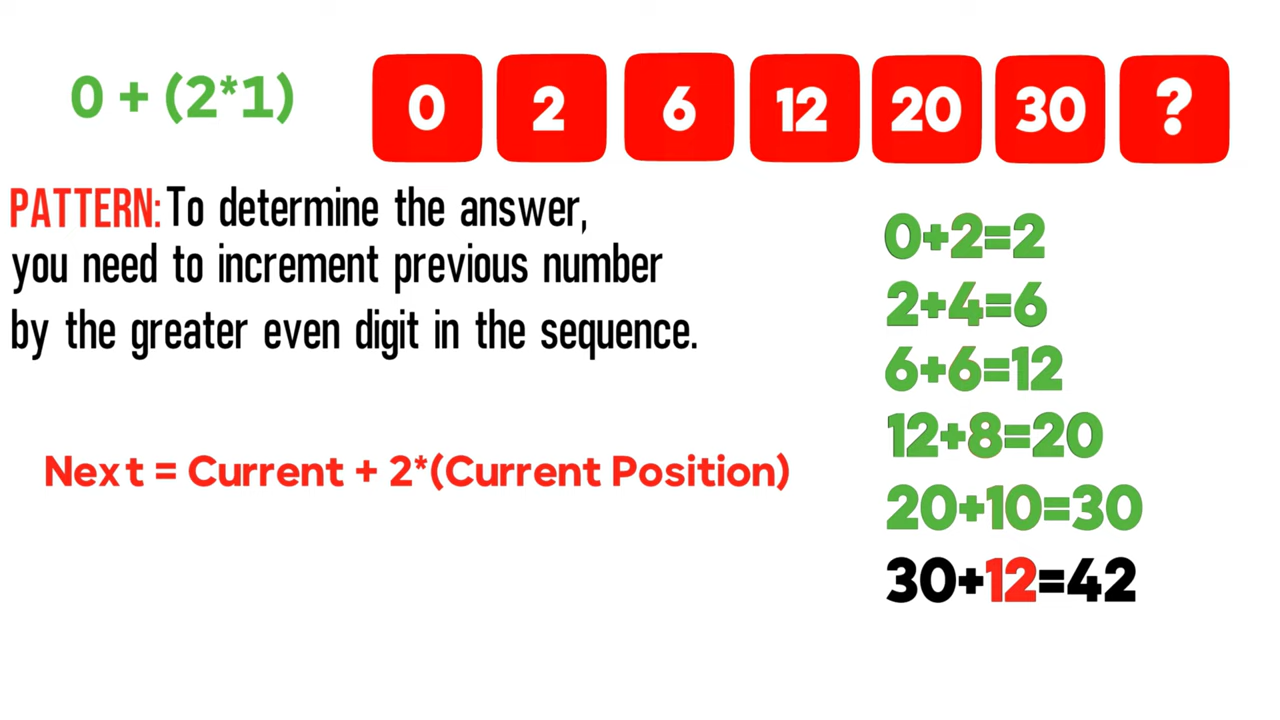 0 + (2*1)
0 2 6 12 20 30 ?
PATTERN: To determine the answer,
you need to increment previous number
by the greater even digit in the sequence.
Next = Current + 2*(Current Position)
0+2=2
2+4=6
6+6=12
12+8=20
20+10=30
30+12=42